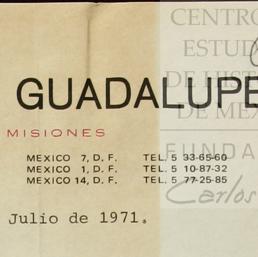 CENTRO
ESTUD
DE HIST
DE MEX
FUNDA
Carlos
GUADALUPE
MISIONES
MEXICO 7, D. F. TEL. 5 33-65-60
MEXICO 1, D. F. TEL. 5 10-87-32
MEXICO 14, D. F. TEL. 5 77-25-85
Julio de 1971.